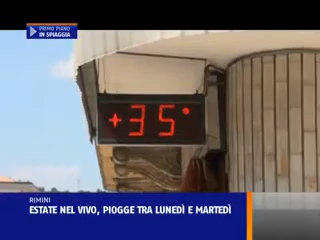 PRIMO PIANO
IN SPIAGGIA
+35°
RIMINI
ESTATE NEL VIVO, PIOGGE TRA LUNEDÌ E MARTEDÌ